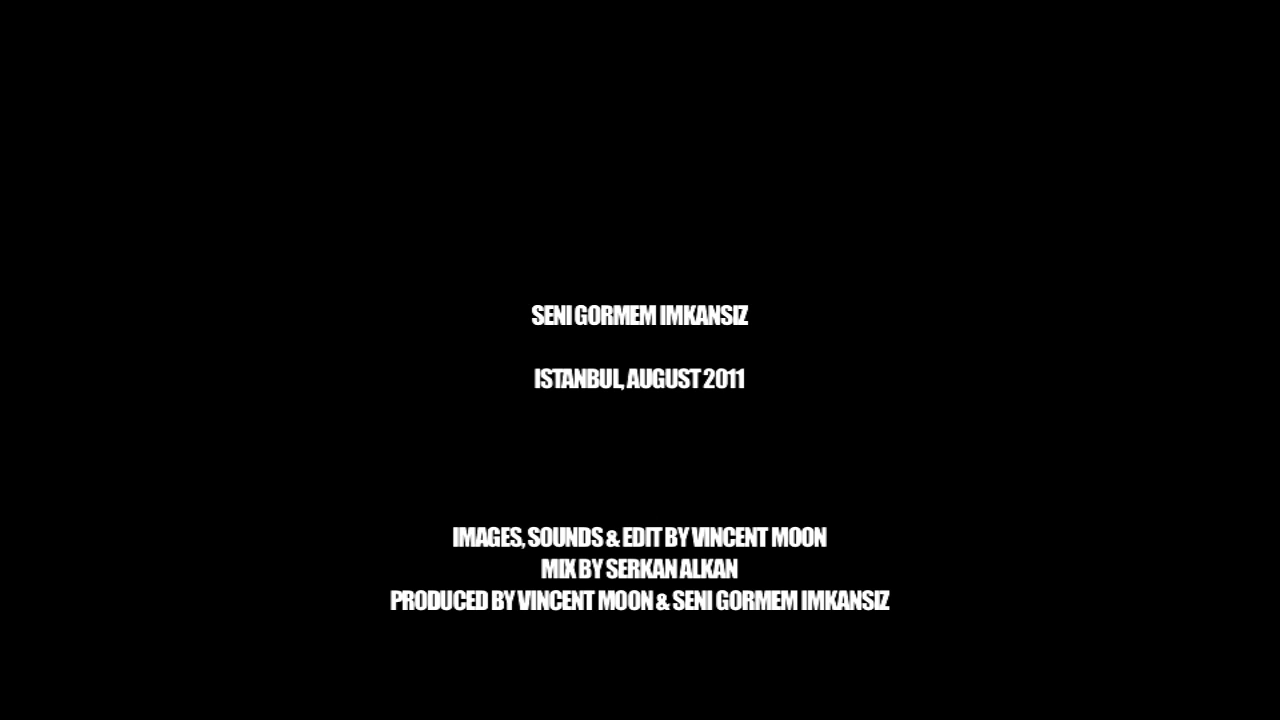 SENI GORMEM IMKANSIZ
ISTANBUL, AUGUST 2011
IMAGES, SOUNDS & EDIT BY VINCENT MOON
MIX BY SERKAN ALKAN
PRODUCED BY VINCENT MOON & SENI GORMEM IMKANSIZ